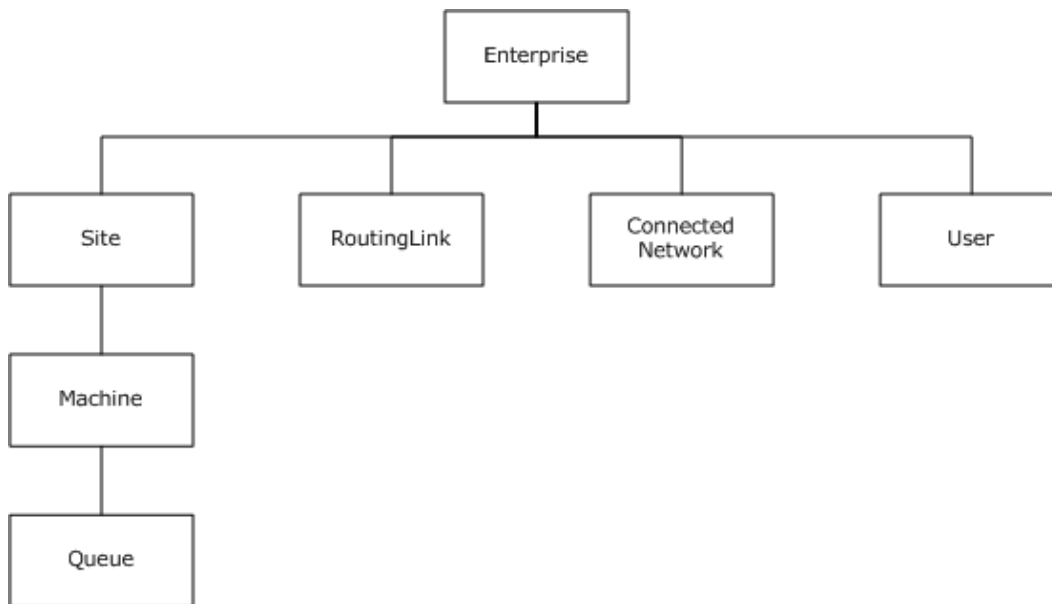 Enterprise
Site
RoutingLink
Connected
Network
User
Machine
Queue